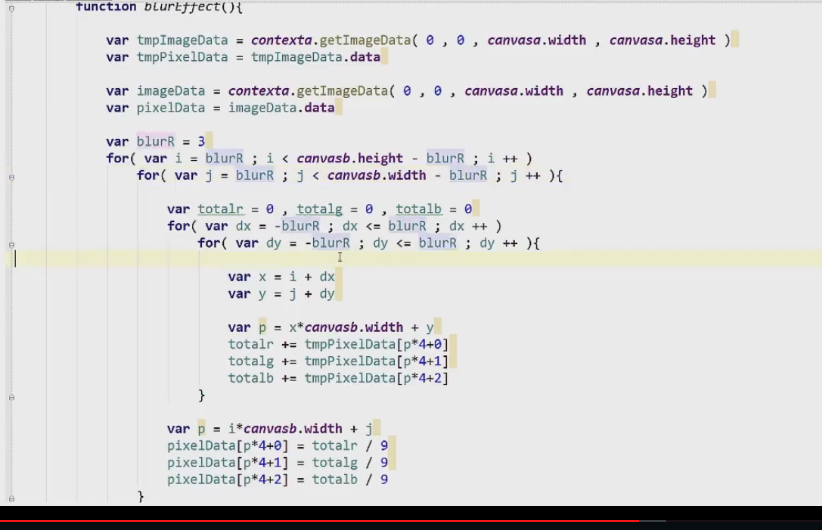 function blurEffect(){
var tmpImageData = contexta.getImageData( 0 , 0 , canvasa.width , canvasa.height )
var tmpPixelData = tmpImageData.data
var imageData = contexta.getImageData( 0 , 0 , canvasa.width , canvasa.height )
var pixelData = imageData.data
var blurR = 3
for( var i = blurR ; i < canvasb.height - blurR ; i ++ )
for( var j = blurR ; j < canvasb.width - blurR ; j ++ ){
var totalr = 0 , totalg = 0 , totalb = 0
for( var dx = -blurR ; dx <= blurR ; dx ++ )
for( var dy = -blurR ; dy <= blurR ; dy ++ ){
var x = i + dx
var y = j + dy
var p = x*canvasb.width + y
totalr += tmpPixelData[p*4+0]
totalg += tmpPixelData[p*4+1]
totalb += tmpPixelData[p*4+2]
}
var p = i*canvasb.width + j
pixelData[p*4+0] = totalr / 9
pixelData[p*4+1] = totalg / 9
pixelData[p*4+2] = totalb / 9
}